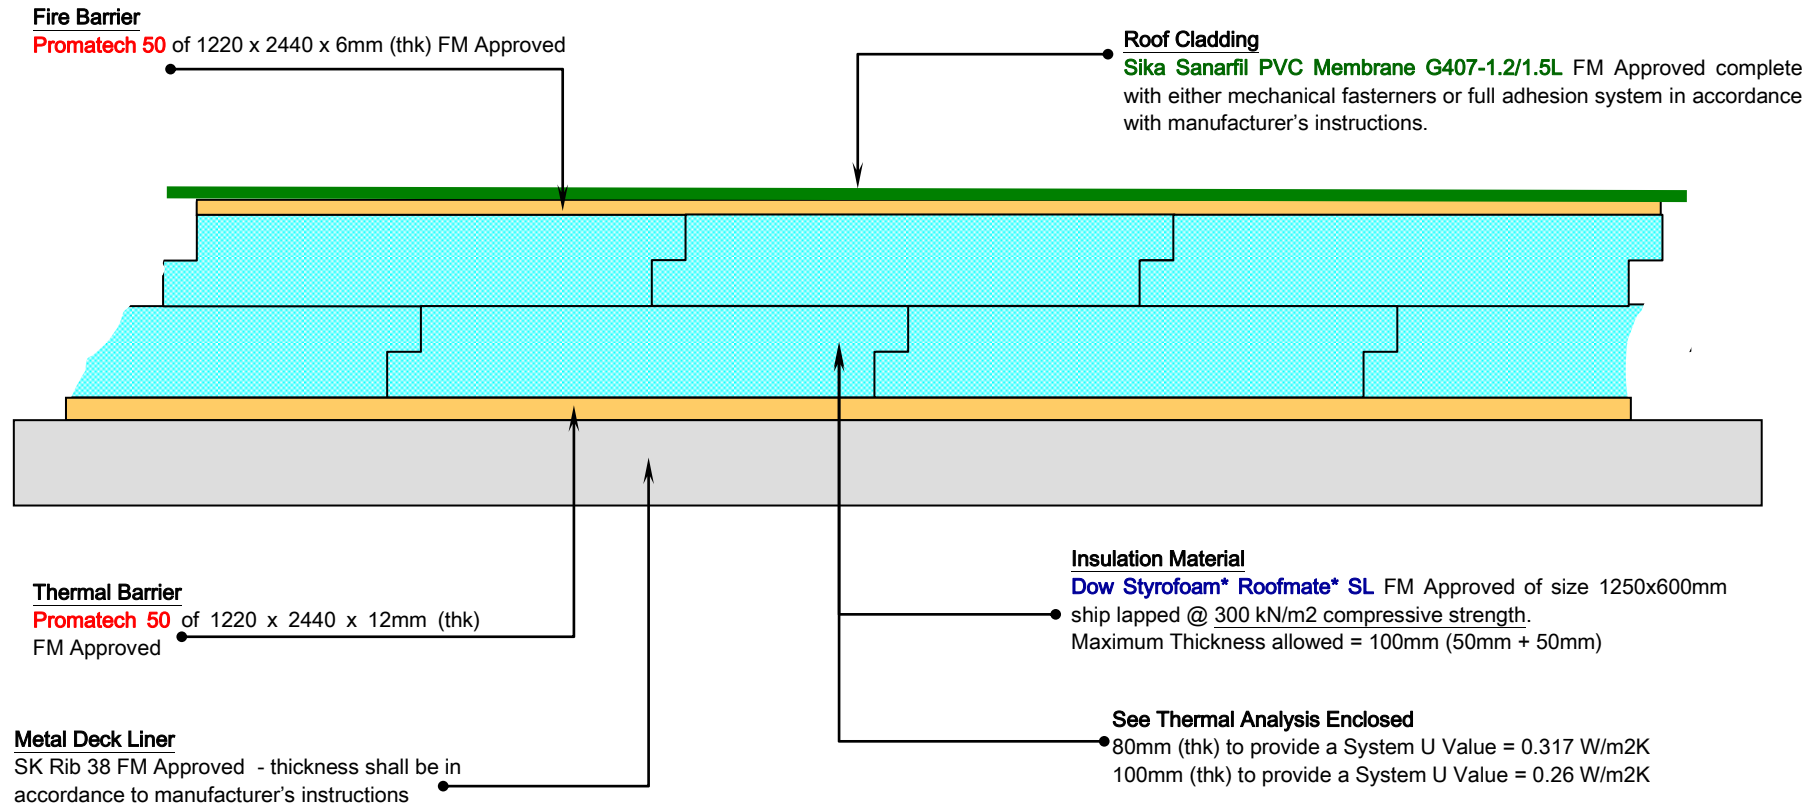 Fire Barrier
Promatech 50 of 1220 x 2440 x 6mm (thk) FM Approved
Roof Cladding
Sika Sanarfil PVC Membrane G407-1.2/1.5L FM Approved complete
with either mechanical fasterners or full adhesion system in accordance
with manufacturer's instructions.
Thermal Barrier
Promatech 50 of 1220 x 2440 x 12mm (thk)
FM Approved
Insulation Material
Dow Styrofoam* Roofmate* SL FM Approved of size 1250x600mm
ship lapped @ 300 kN/m2 compressive strength.
Maximum Thickness allowed = 100mm (50mm + 50mm)
Metal Deck Liner
SK Rib 38 FM Approved - thickness shall be in
accordance to manufacturer's instructions
See Thermal Analysis Enclosed
80mm (thk) to provide a System U Value = 0.317 W/m2K
100mm (thk) to provide a System U Value = 0.26 W/m2K